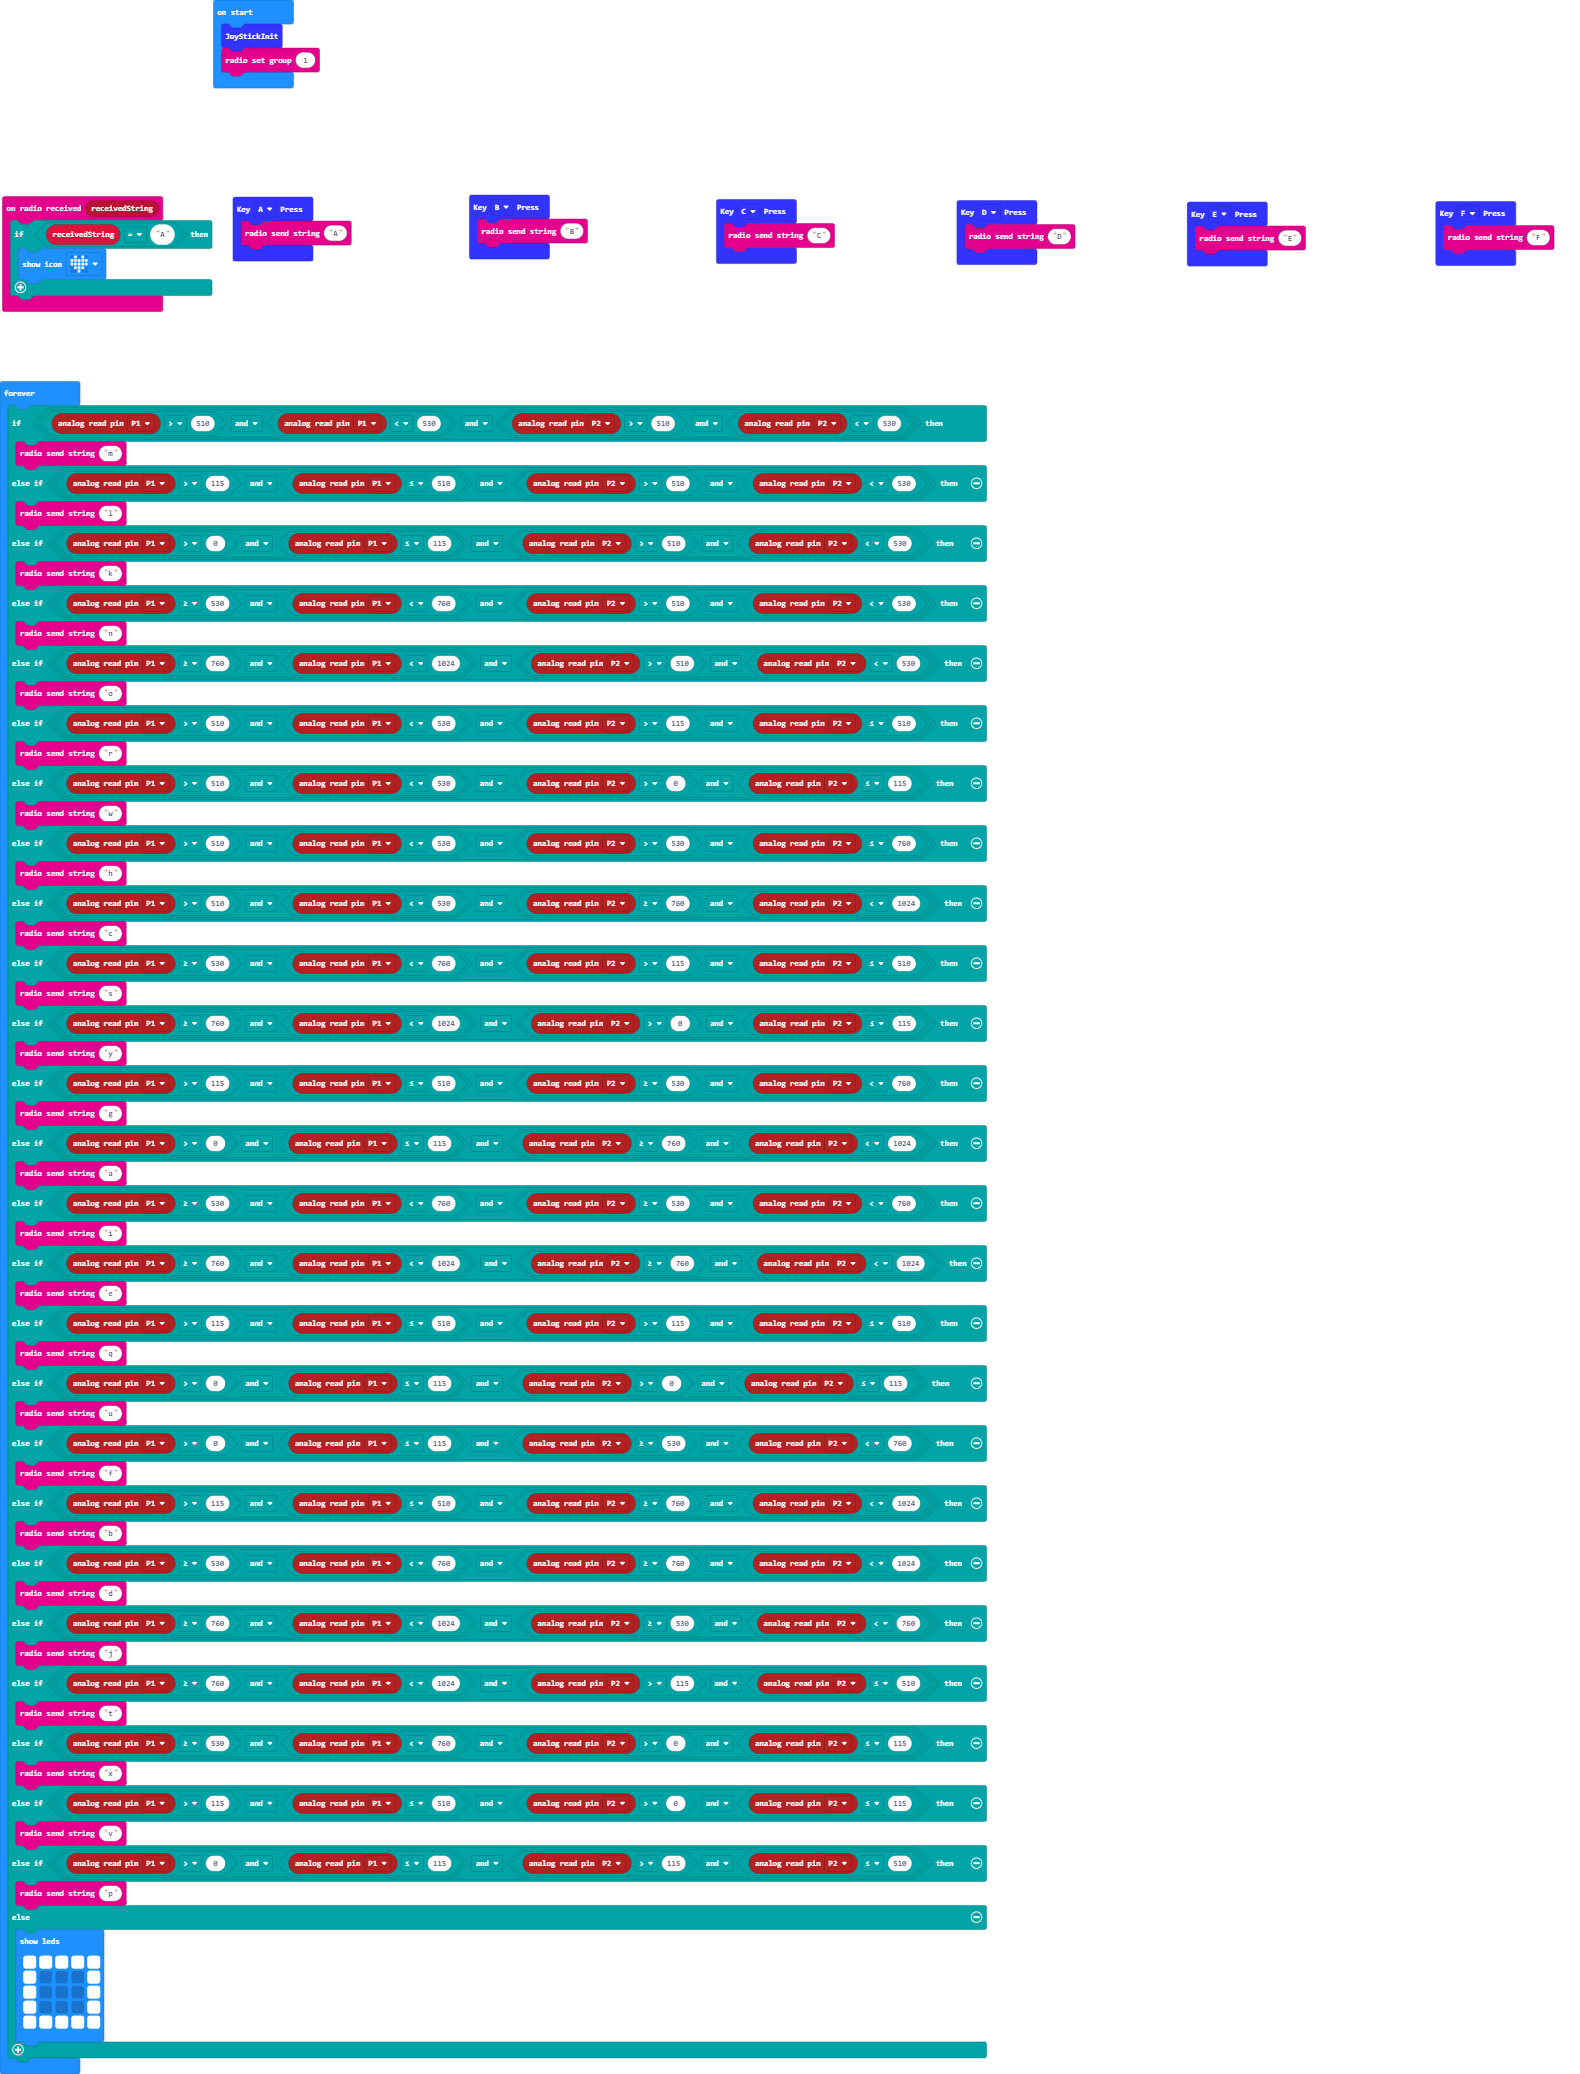 on start
JoyStickInit
radio set group 1
on radio received receivedString
if receivedString = "A" then
show icon
Key A Press
radio send string "A"
Key B Press
radio send string "B"
Key C Press
radio send string "C"
Key D Press
radio send string "D"
Key E Press
radio send string "E"
Key F Press
radio send string "F"
forever
if analog read pin P1 > 510 and analog read pin P1 < 530 and analog read pin P2 > 510 and analog read pin P2 < 530 then
radio send string "m"
else if analog read pin P1 > 115 and analog read pin P1 ≤ 510 and analog read pin P2 > 510 and analog read pin P2 < 530 then
radio send string "l"
else if analog read pin P1 > 0 and analog read pin P1 ≤ 115 and analog read pin P2 > 510 and analog read pin P2 < 530 then
radio send string "k"
else if analog read pin P1 ≥ 530 and analog read pin P1 < 760 and analog read pin P2 > 510 and analog read pin P2 < 530 then
radio send string "n"
else if analog read pin P1 ≥ 760 and analog read pin P1 < 1024 and analog read pin P2 > 510 and analog read pin P2 < 530 then
radio send string "o"
else if analog read pin P1 > 510 and analog read pin P1 < 530 and analog read pin P2 > 115 and analog read pin P2 ≤ 510 then
radio send string "r"
else if analog read pin P1 > 510 and analog read pin P1 < 530 and analog read pin P2 > 0 and analog read pin P2 ≤ 115 then
radio send string "w"
else if analog read pin P1 > 510 and analog read pin P1 < 530 and analog read pin P2 > 530 and analog read pin P2 ≤ 760 then
radio send string "h"
else if analog read pin P1 > 510 and analog read pin P1 < 530 and analog read pin P2 ≥ 760 and analog read pin P2 < 1024 then
radio send string "c"
else if analog read pin P1 ≥ 530 and analog read pin P1 < 760 and analog read pin P2 > 115 and analog read pin P2 ≤ 510 then
radio send string "s"
else if analog read pin P1 ≥ 760 and analog read pin P1 < 1024 and analog read pin P2 > 0 and analog read pin P2 ≤ 115 then
radio send string "y"
else if analog read pin P1 > 115 and analog read pin P1 ≤ 510 and analog read pin P2 ≥ 530 and analog read pin P2 < 760 then
radio send string "g"
else if analog read pin P1 > 0 and analog read pin P1 ≤ 115 and analog read pin P2 ≥ 760 and analog read pin P2 < 1024 then
radio send string "a"
else if analog read pin P1 ≥ 530 and analog read pin P1 < 760 and analog read pin P2 ≥ 530 and analog read pin P2 < 760 then
radio send string "i"
else if analog read pin P1 ≥ 760 and analog read pin P1 < 1024 and analog read pin P2 ≥ 760 and analog read pin P2 < 1024 then
radio send string "e"
else if analog read pin P1 > 115 and analog read pin P1 ≤ 510 and analog read pin P2 > 115 and analog read pin P2 ≤ 510 then
radio send string "q"
else if analog read pin P1 > 0 and analog read pin P1 ≤ 115 and analog read pin P2 > 0 and analog read pin P2 ≤ 115 then
radio send string "u"
else if analog read pin P1 > 0 and analog read pin P1 ≤ 115 and analog read pin P2 ≥ 530 and analog read pin P2 < 760 then
radio send string "f"
else if analog read pin P1 > 115 and analog read pin P1 ≤ 510 and analog read pin P2 ≥ 760 and analog read pin P2 < 1024 then
radio send string "b"
else if analog read pin P1 ≥ 530 and analog read pin P1 < 760 and analog read pin P2 ≥ 760 and analog read pin P2 < 1024 then
radio send string "d"
else if analog read pin P1 ≥ 760 and analog read pin P1 < 1024 and analog read pin P2 ≥ 530 and analog read pin P2 < 760 then
radio send string "j"
else if analog read pin P1 ≥ 760 and analog read pin P1 < 1024 and analog read pin P2 > 115 and analog read pin P2 ≤ 510 then
radio send string "t"
else if analog read pin P1 ≥ 530 and analog read pin P1 < 760 and analog read pin P2 > 0 and analog read pin P2 ≤ 115 then
radio send string "x"
else if analog read pin P1 > 115 and analog read pin P1 ≤ 510 and analog read pin P2 > 0 and analog read pin P2 ≤ 115 then
radio send string "v"
else if analog read pin P1 > 0 and analog read pin P1 ≤ 115 and analog read pin P2 > 115 and analog read pin P2 ≤ 510 then
radio send string "p"
else
show leds